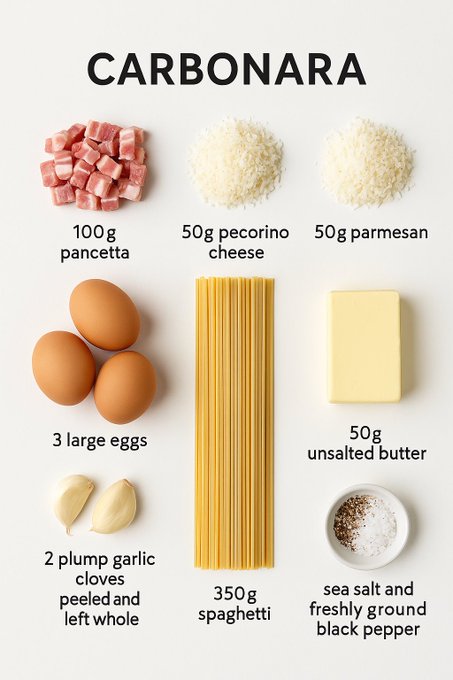 CARBONARA
100g
pancetta
50g pecorino
cheese
50g parmesan
3 large eggs
50g
unsalted butter
2 plump garlic
cloves
peeled and
left whole
350g
spaghetti
sea salt and
freshly ground
black pepper